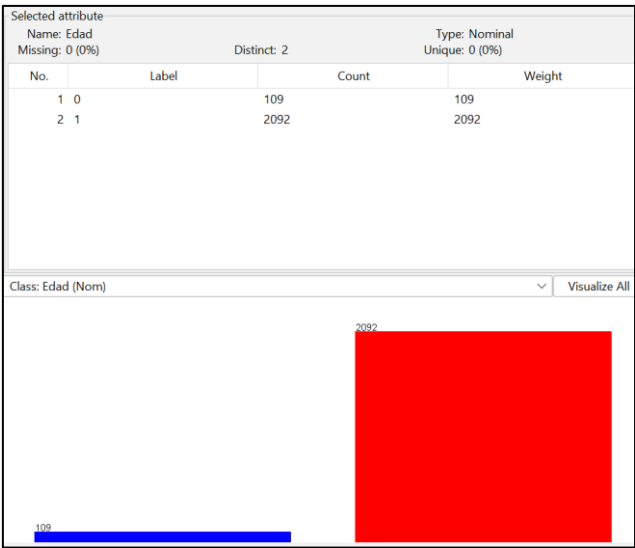 Selected attribute
Name: Edad Type: Nominal
Missing: 0 (0%) Distinct: 2 Unique: 0 (0%)
No. Label Count Weight
1 0 109 109
2 1 2092 2092
Class: Edad (Nom) Visualize All
2092
109